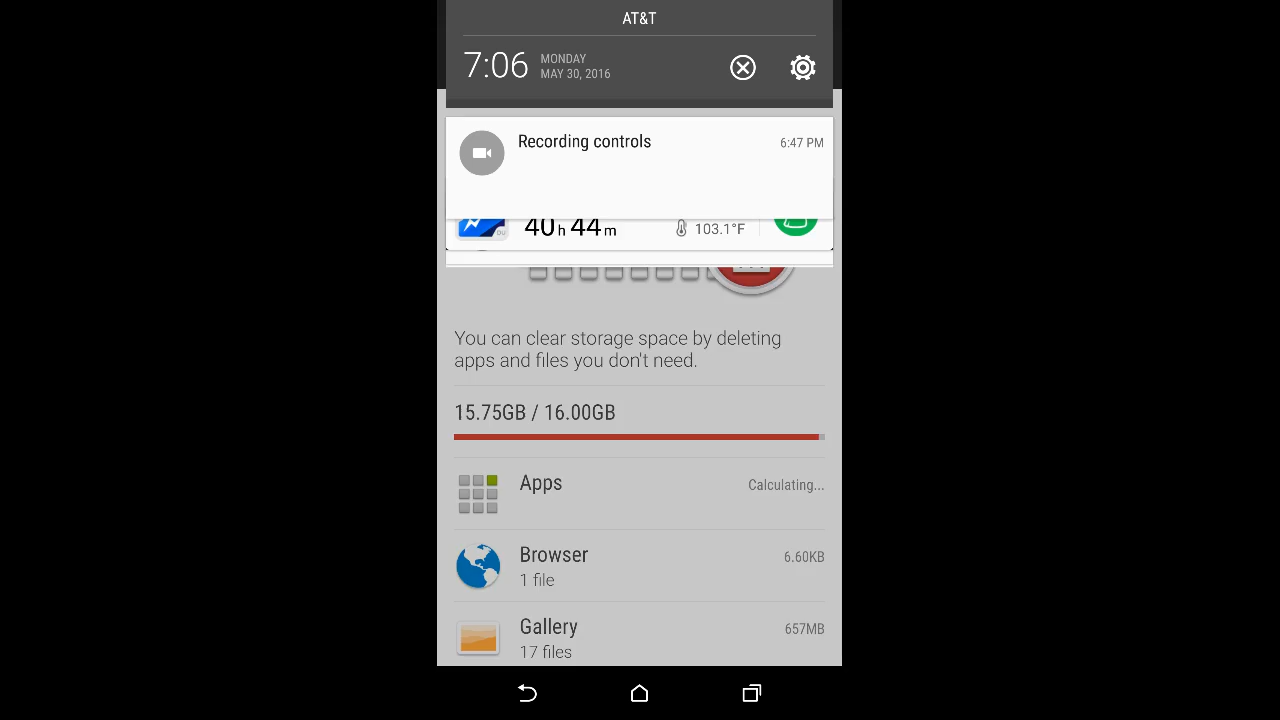 AT&T
7:06
MONDAY
MAY 30, 2016
Recording controls
6:47 PM
40h 44m
103.1°F
You can clear storage space by deleting
apps and files you don't need.
15.75GB / 16.00GB
Apps
Calculating...
Browser
6.60KB
1 file
Gallery
657MB
17 files